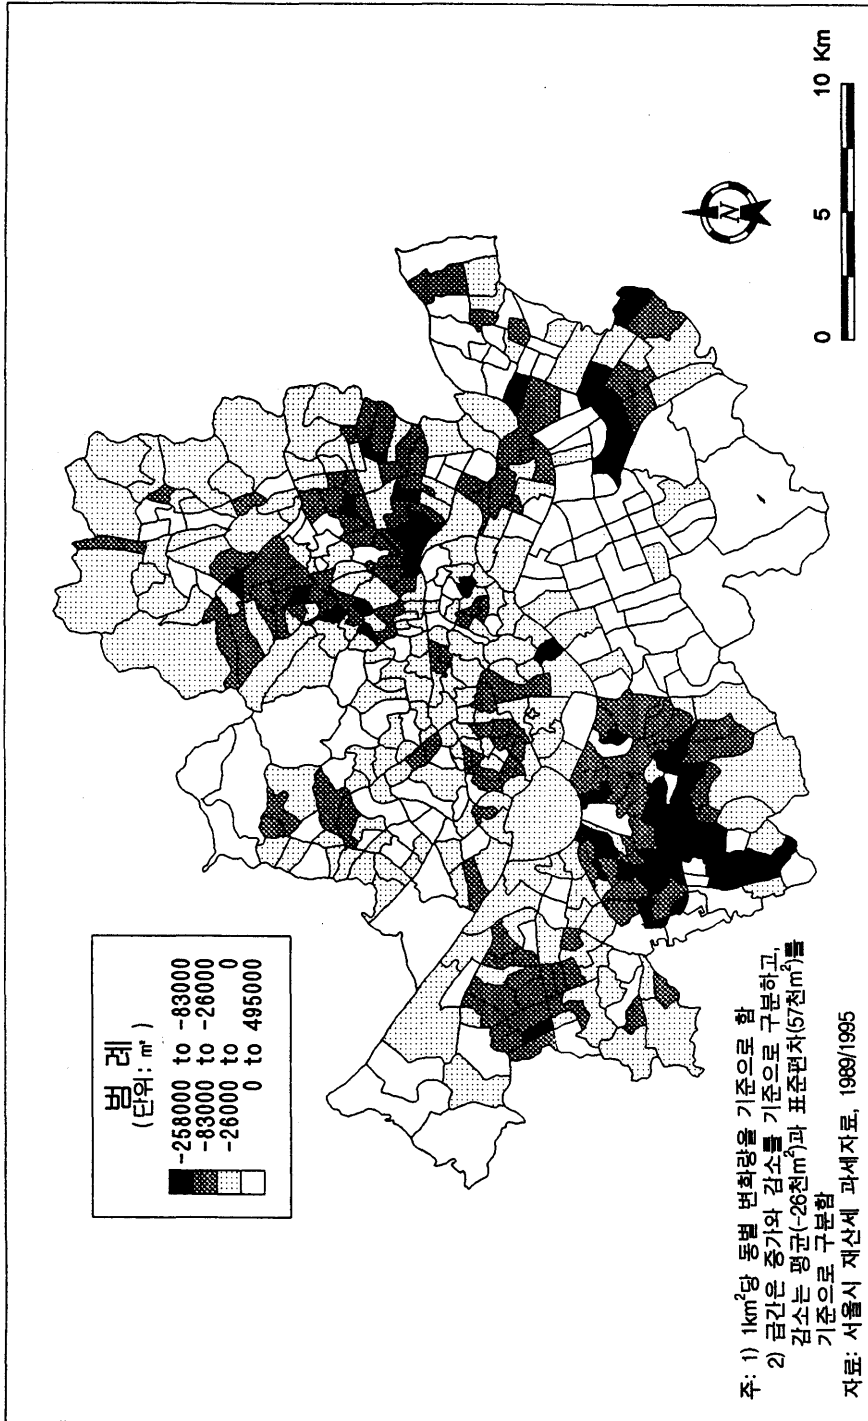 범 례
(단위: ㎡ )
-258000 to -83000
-83000 to -26000
-26000 to 0
0 to 495000
N
0 5 10 Km
주: 1) 1km²당 동별 변화량을 기준으로 함
2) 급간은 증가와 감소를 기준으로 구분하고,
감소는 평균(-26천m²)과 표준편차(57천m²)를
기준으로 구분함
자료: 서울시 재산세 과세자료, 1989/1995